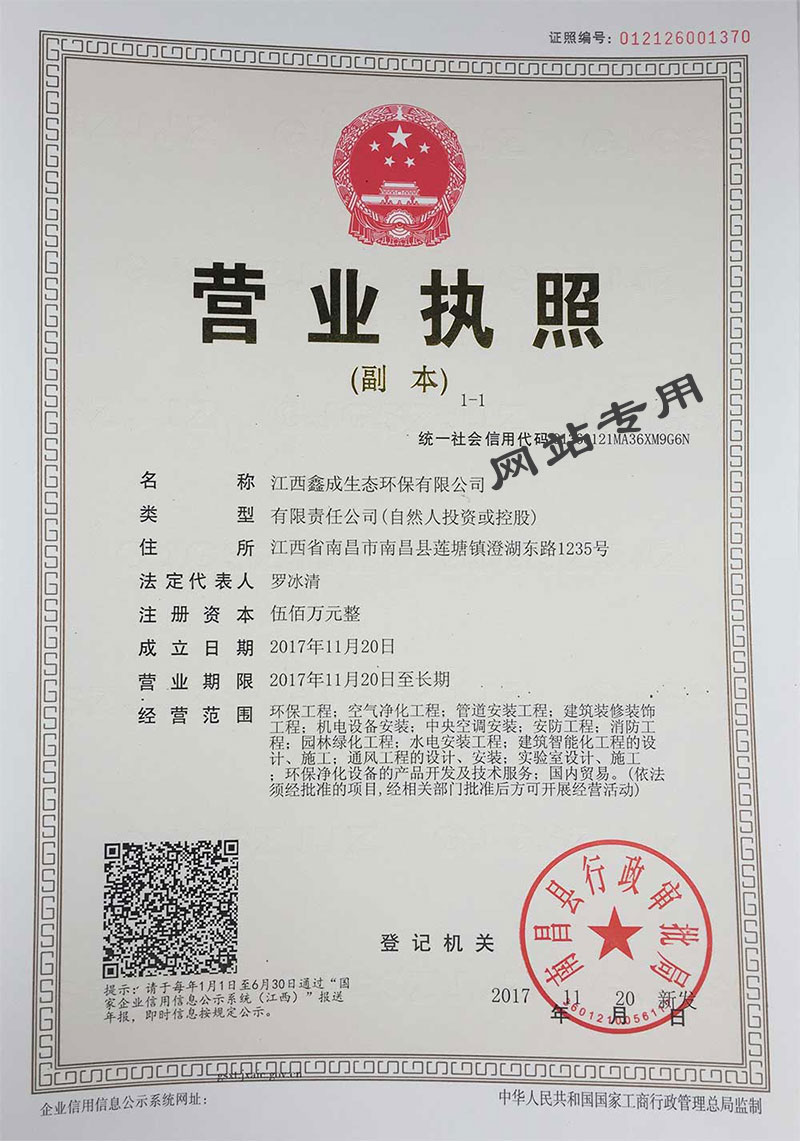 证照编号：012126001370
营业执照
(副 本)
1-1
统一社会信用代码 121MA36XM9G6N
网站专用
名 称 江西鑫成生态环保有限公司
类 型 有限责任公司(自然人投资或控股)
住 所 江西省南昌市南昌县莲塘镇澄湖东路1235号
法定代表人 罗冰清
注册资本 伍佰万元整
成立日期 2017年11月20日
营业期限 2017年11月20日至长期
经营范围 环保工程；空气净化工程；管道安装工程；建筑装修装饰
工程；机电设备安装；中央空调安装；安防工程；消防工
程；园林绿化工程；水电安装工程；建筑智能化工程的设
计、施工；通风工程的设计、安装；实验室设计、施工
；环保净化设备的产品开发及技术服务；国内贸易。(依法
须经批准的项目,经相关部门批准后方可开展经营活动)
南昌县行政审批局
登记机关
2017 年 11 月 20 日 新发
提示：请于每年1月1日至6月30日通过“国
家企业信用信息公示系统（江西）”报送
年报，即时信息按规定公示。
gsxt.jxaic.gov.cn
企业信用信息公示系统网址：
中华人民共和国国家工商行政管理总局监制